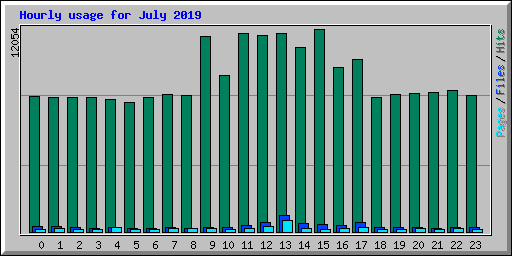 Hourly usage for July 2019
12054
Pages/Files/Hits
0 1 2 3 4 5 6 7 8 9 10 11 12 13 14 15 16 17 18 19 20 21 22 23